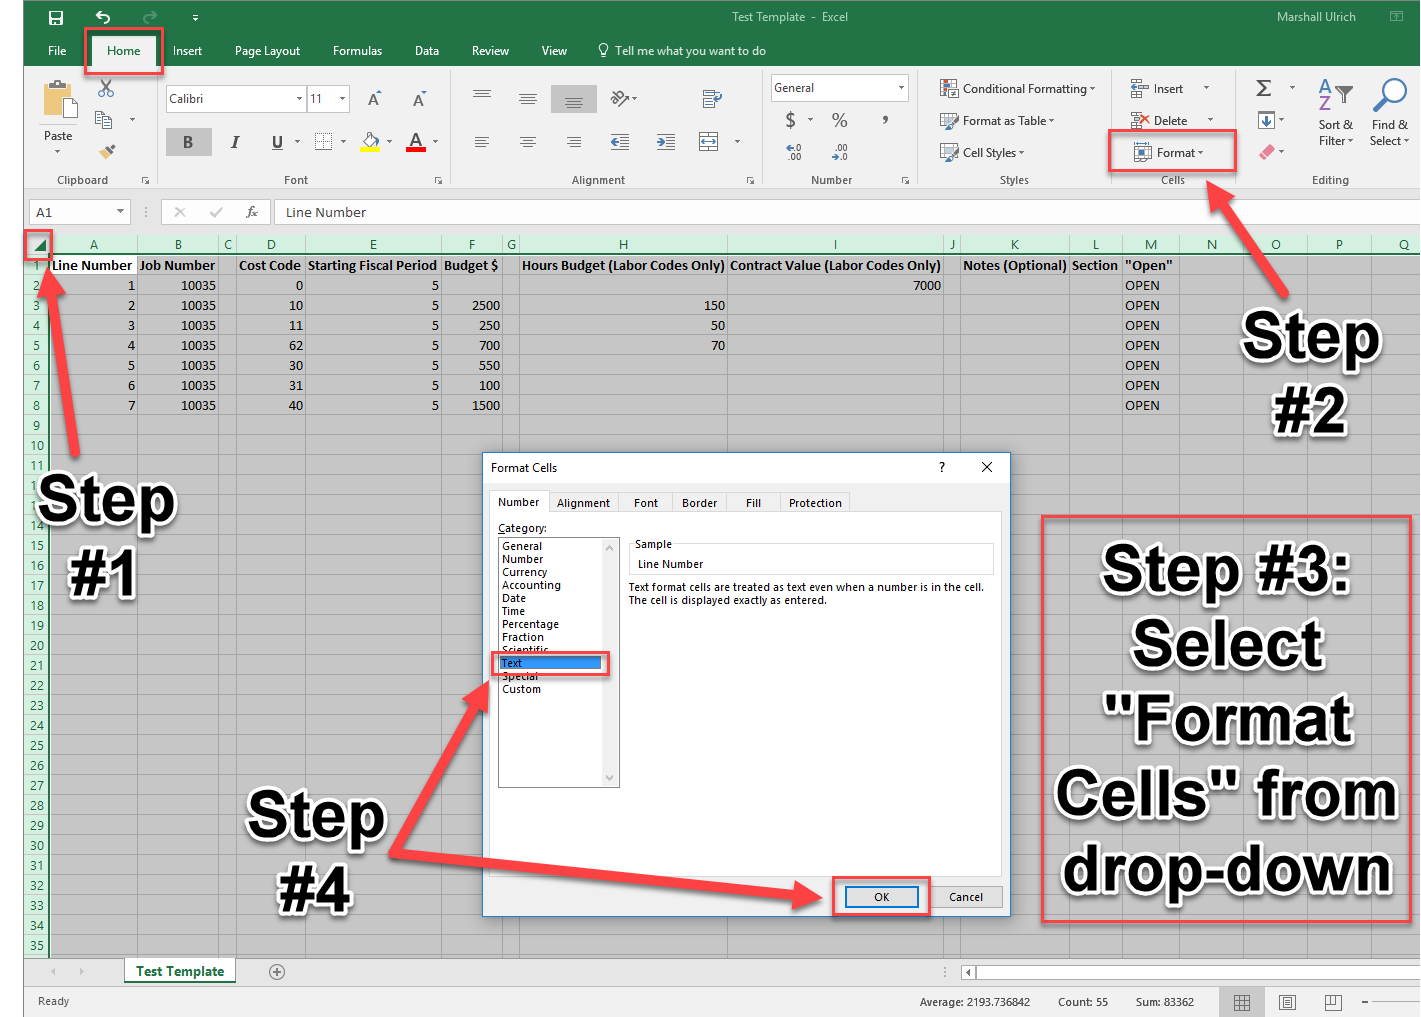 Test Template - Excel
Marshall Ulrich
File Home Insert Page Layout Formulas Data Review View Tell me what you want to do
Paste
Clipboard
Calibri 11
A A
B I U A
Font
Alignment
General
$ % ,
.00 .00
Number
Conditional Formatting
Format as Table
Cell Styles
Styles
Insert
Delete
Format
Cells
Σ
A
Z
Sort &
Filter
Find &
Select
Editing
A1 fx Line Number
A B C D E F G H I J K L M N O P Q
1 Line Number Job Number Cost Code Starting Fiscal Period Budget $ Hours Budget (Labor Codes Only) Contract Value (Labor Codes Only) Notes (Optional) Section "Open"
2 1 10035 0 5 7000 OPEN
3 2 10035 10 5 2500 150 OPEN
4 3 10035 11 5 250 50 OPEN
5 4 10035 62 5 700 70 OPEN
6 5 10035 30 5 550 OPEN
7 6 10035 31 5 100 OPEN
8 7 10035 40 5 1500 OPEN
9
10
11
14
15
16
17
18
19
20
21
22
23
24
25
26
27
28
29
30
31
32
33
34
35
Step
#1
Step
#2
Format Cells ?
Number Alignment Font Border Fill Protection
Category:
General
Number
Currency
Accounting
Date
Time
Percentage
Fraction
Scientific
Text
Special
Custom
Sample
Line Number
Text format cells are treated as text even when a number is in the cell.
The cell is displayed exactly as entered.
OK Cancel
Step #3:
Select
"Format
Cells" from
drop-down
Step
#4
Test Template
Ready
Average: 2193.736842 Count: 55 Sum: 83362